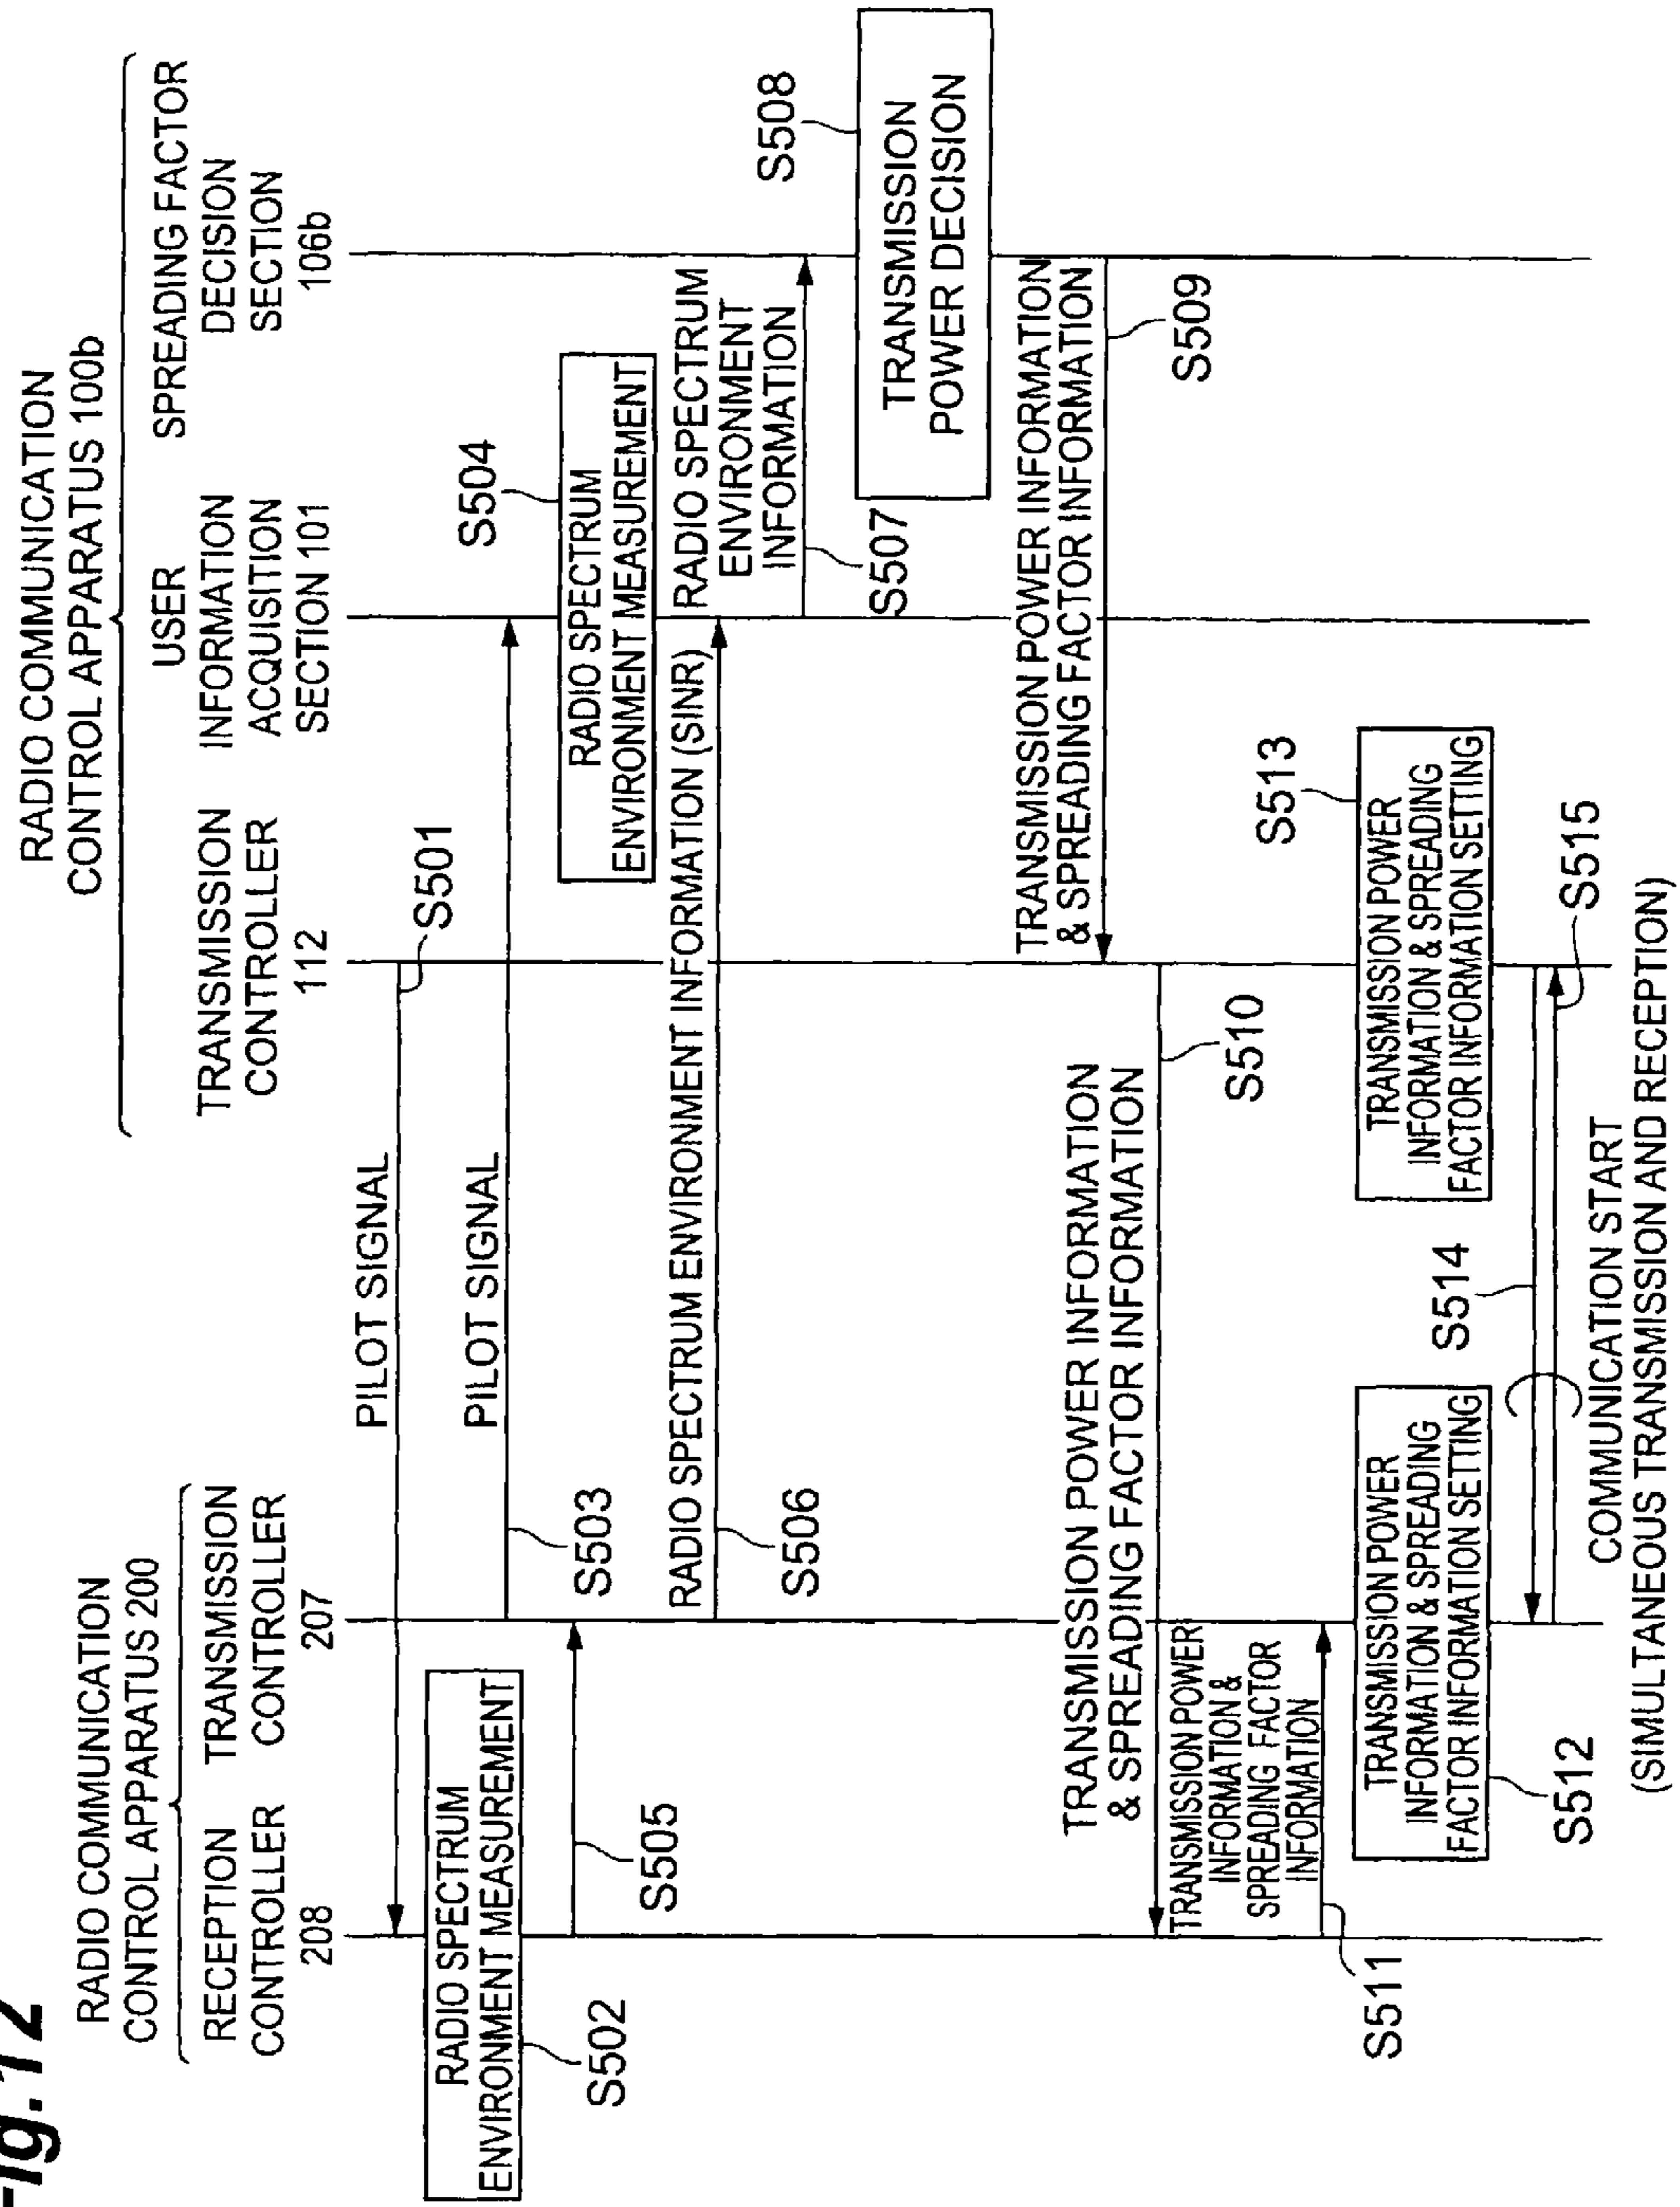 Fig.12
RADIO COMMUNICATION
CONTROL APPARATUS 200
RECEPTION
CONTROLLER
208
TRANSMISSION
CONTROLLER
207
RADIO COMMUNICATION
CONTROL APPARATUS 100b
TRANSMISSION
CONTROLLER
112
USER
INFORMATION
ACQUISITION
SECTION 101
SPREADING FACTOR
DECISION
SECTION
106b
PILOT SIGNAL
S501
RADIO SPECTRUM
ENVIRONMENT MEASUREMENT
S502
PILOT SIGNAL
S503
RADIO SPECTRUM
ENVIRONMENT MEASUREMENT
S504
S505
RADIO SPECTRUM ENVIRONMENT INFORMATION (SINR)
S506
RADIO SPECTRUM
ENVIRONMENT
INFORMATION
S507
TRANSMISSION
POWER DECISION
S508
TRANSMISSION POWER INFORMATION
& SPREADING FACTOR INFORMATION
S509
TRANSMISSION POWER INFORMATION
& SPREADING FACTOR INFORMATION
S510
TRANSMISSION POWER
INFORMATION &
SPREADING FACTOR
INFORMATION
S511
TRANSMISSION POWER
INFORMATION & SPREADING
FACTOR INFORMATION SETTING
S512
TRANSMISSION POWER
INFORMATION & SPREADING
FACTOR INFORMATION SETTING
S513
S514
S515
COMMUNICATION START
(SIMULTANEOUS TRANSMISSION AND RECEPTION)